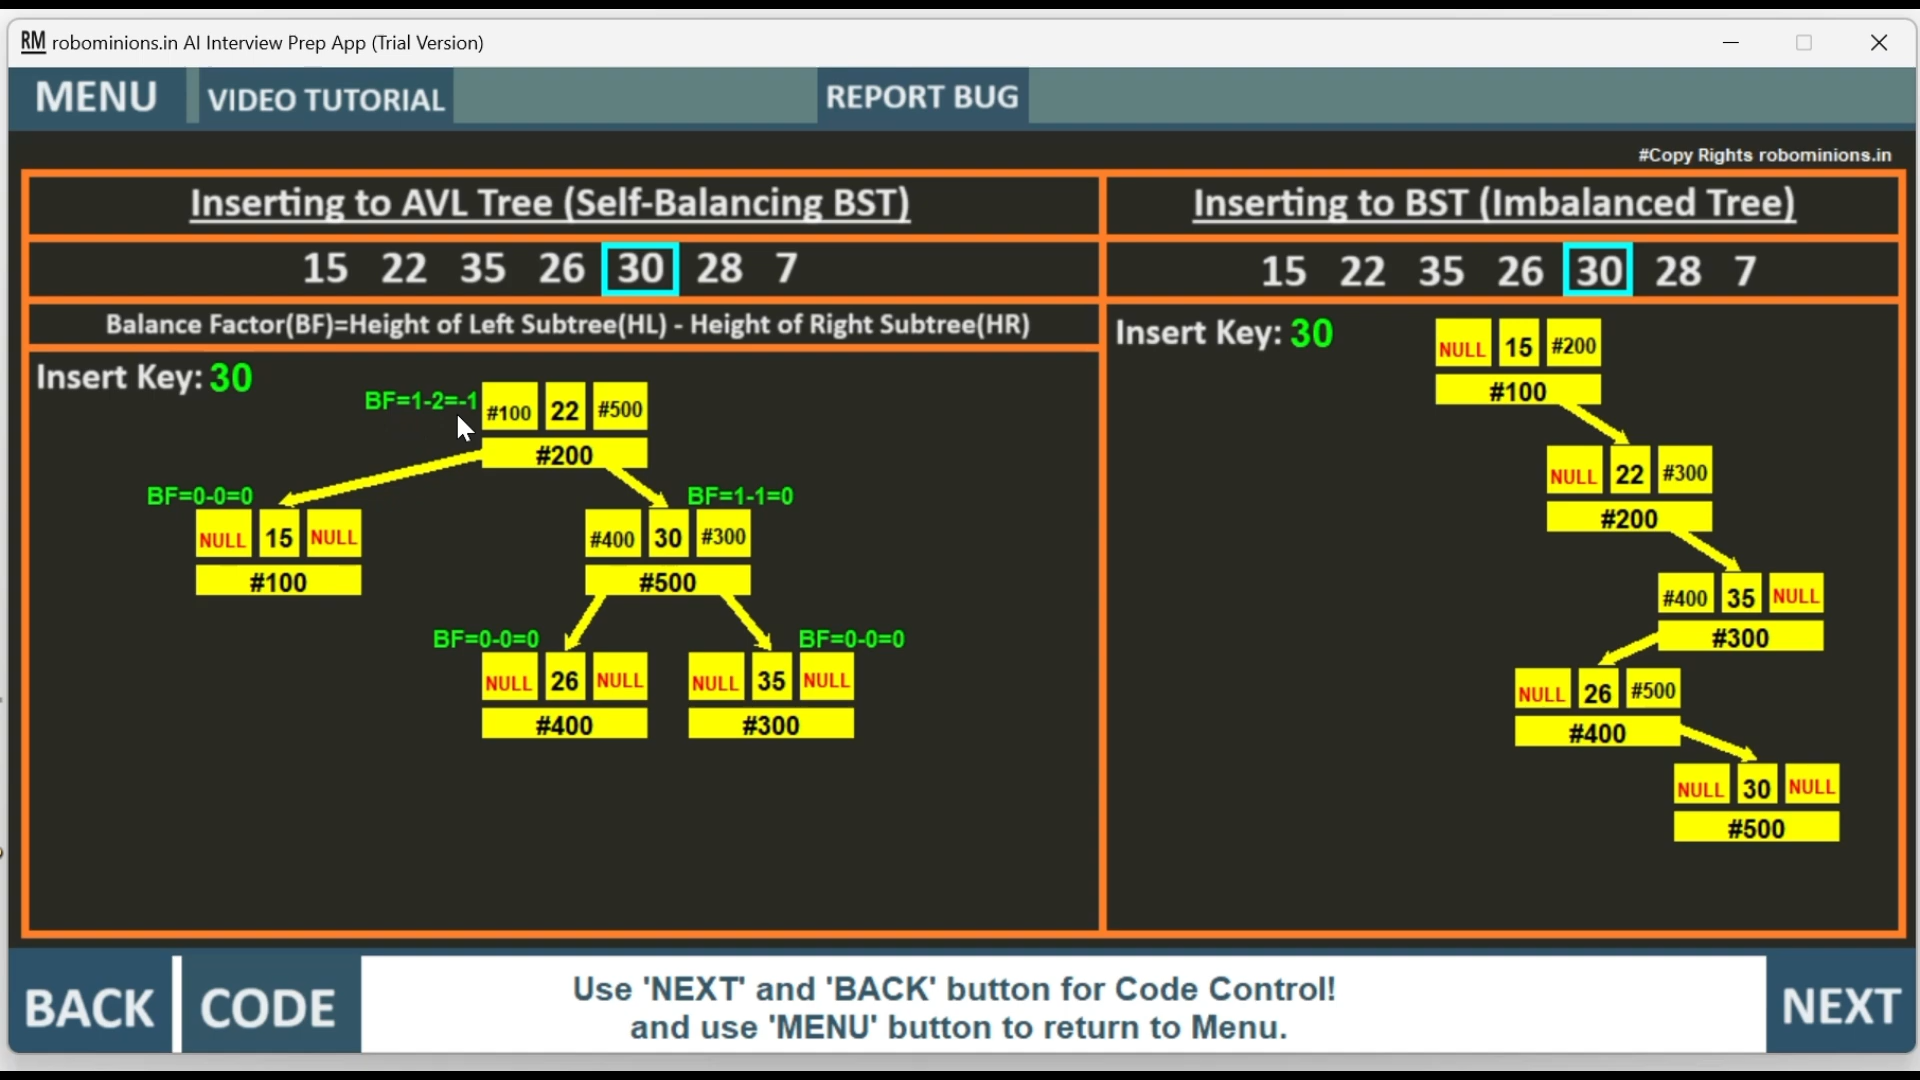 RM robominions.in AI Interview Prep App (Trial Version)
MENU VIDEO TUTORIAL REPORT BUG
#Copy Rights robominions.in
Inserting to AVL Tree (Self-Balancing BST)
15 22 35 26 30 28 7
Balance Factor(BF)=Height of Left Subtree(HL) - Height of Right Subtree(HR)
Insert Key: 30
BF=1-2=-1
#100 22 #500
#200
BF=0-0=0 BF=1-1=0
NULL 15 NULL #400 30 #300
#100 #500
BF=0-0=0 BF=0-0=0
NULL 26 NULL NULL 35 NULL
#400 #300
Inserting to BST (Imbalanced Tree)
15 22 35 26 30 28 7
Insert Key: 30
NULL 15 #200
#100
NULL 22 #300
#200
#400 35 NULL
#300
NULL 26 #500
#400
NULL 30 NULL
#500
BACK CODE
Use 'NEXT' and 'BACK' button for Code Control!
and use 'MENU' button to return to Menu.
NEXT